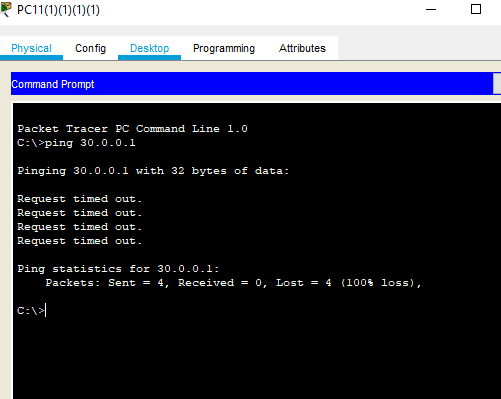 PC11(1)(1)(1)(1)
Physical Config Desktop Programming Attributes
Command Prompt
Packet Tracer PC Command Line 1.0
C:\>ping 30.0.0.1
Pinging 30.0.0.1 with 32 bytes of data:
Request timed out.
Request timed out.
Request timed out.
Request timed out.
Ping statistics for 30.0.0.1:
    Packets: Sent = 4, Received = 0, Lost = 4 (100% loss),
C:\>